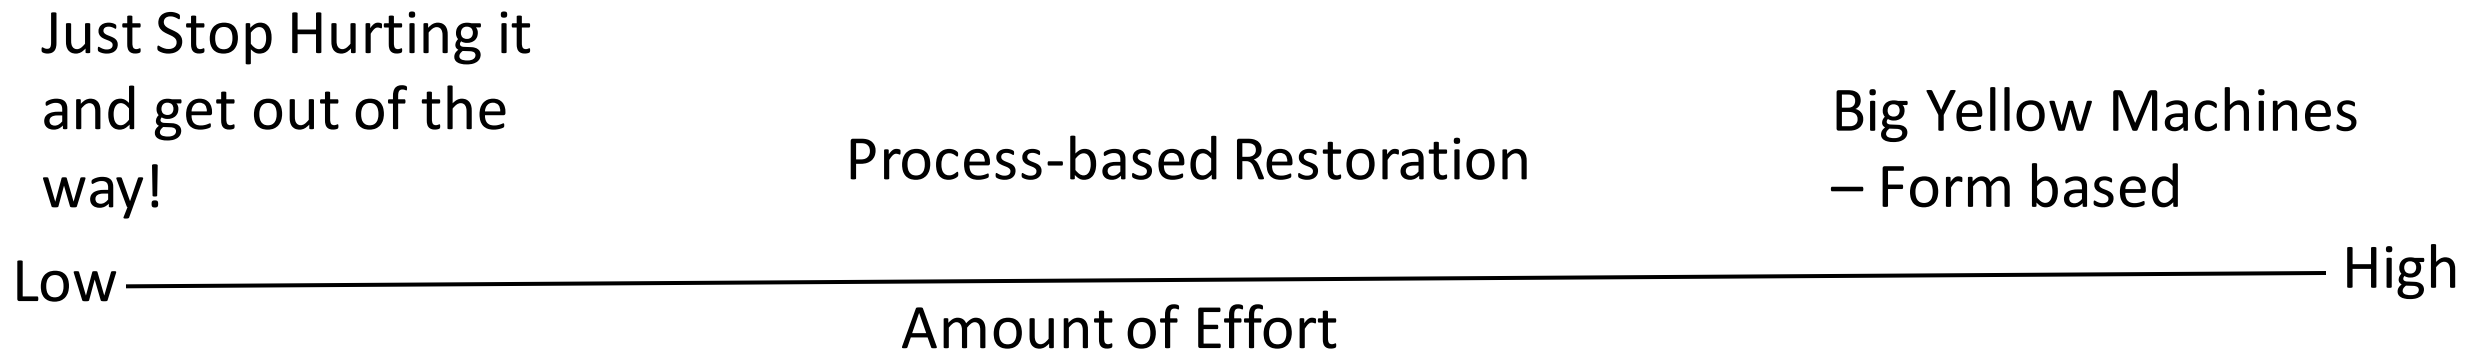 Just Stop Hurting it
and get out of the
way!
Process-based Restoration
Big Yellow Machines
– Form based
Low
High
Amount of Effort